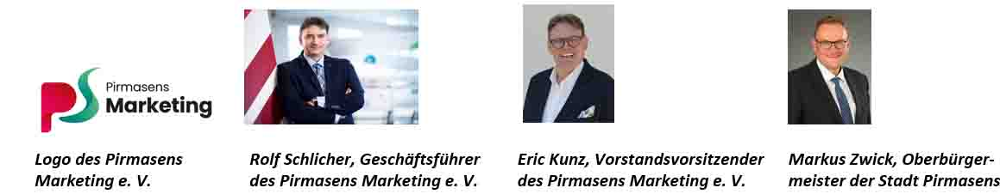 Pirmasens
Marketing
Logo des Pirmasens
Marketing e. V.
Rolf Schlicher, Geschäftsführer
des Pirmasens Marketing e. V.
Eric Kunz, Vorstandsvorsitzender
des Pirmasens Marketing e. V.
Markus Zwick, Oberbürger-
meister der Stadt Pirmasens